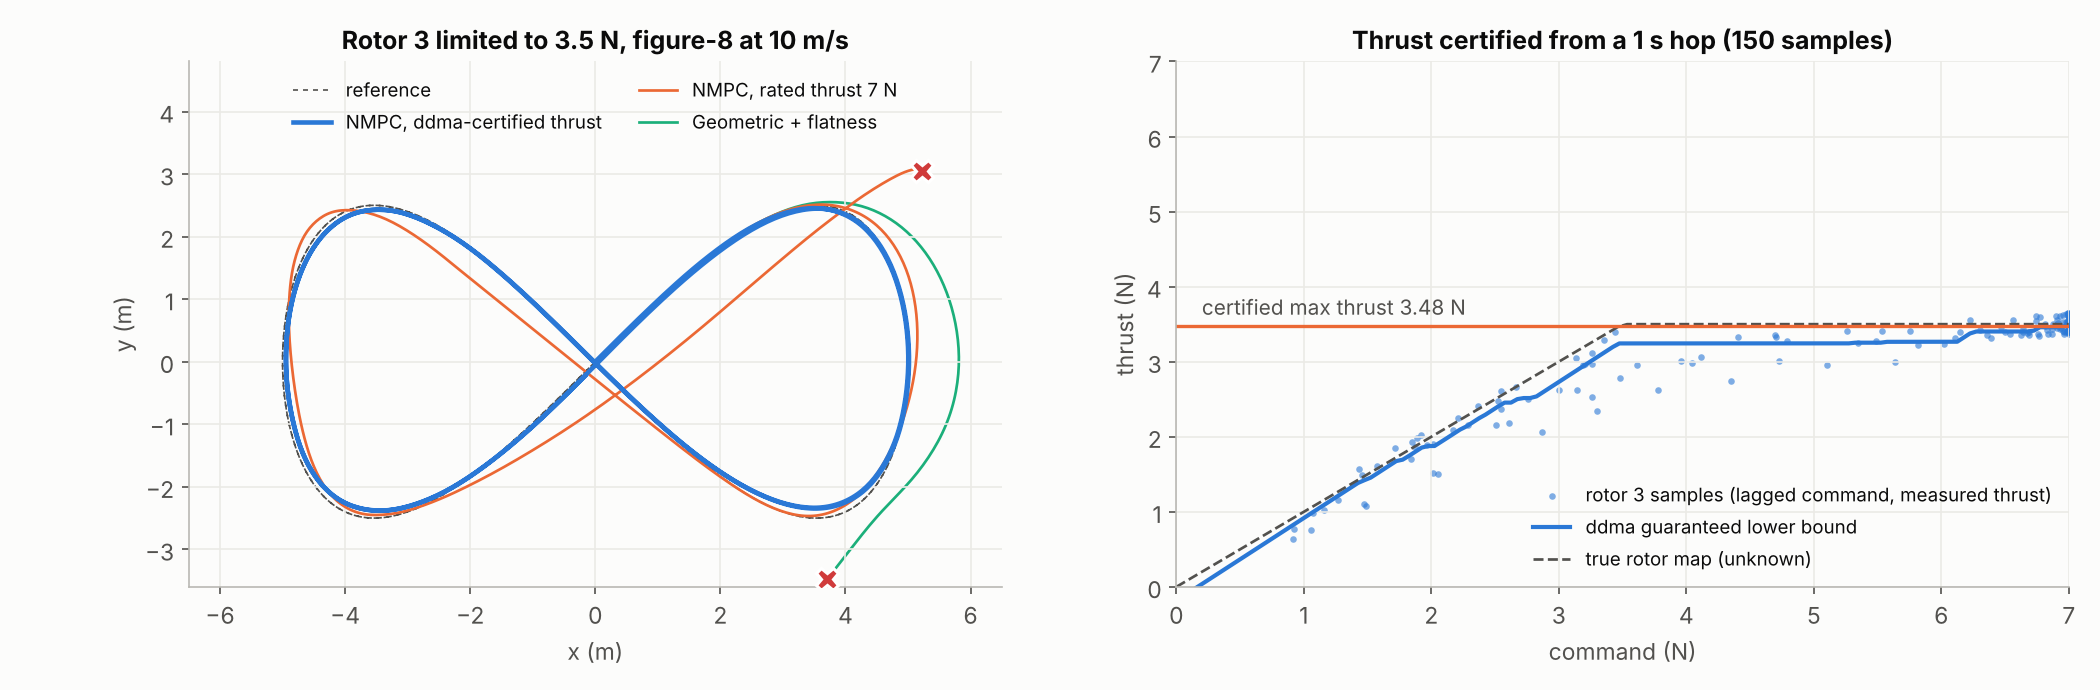 Rotor 3 limited to 3.5 N, figure-8 at 10 m/s
reference
NMPC, ddma-certified thrust
NMPC, rated thrust 7 N
Geometric + flatness
4
3
2
1
0
−1
−2
−3
y (m)
−6
−4
−2
0
2
4
6
x (m)
Thrust certified from a 1 s hop (150 samples)
7
6
5
4
3
2
1
0
thrust (N)
certified max thrust 3.48 N
rotor 3 samples (lagged command, measured thrust)
ddma guaranteed lower bound
true rotor map (unknown)
0
1
2
3
4
5
6
7
command (N)